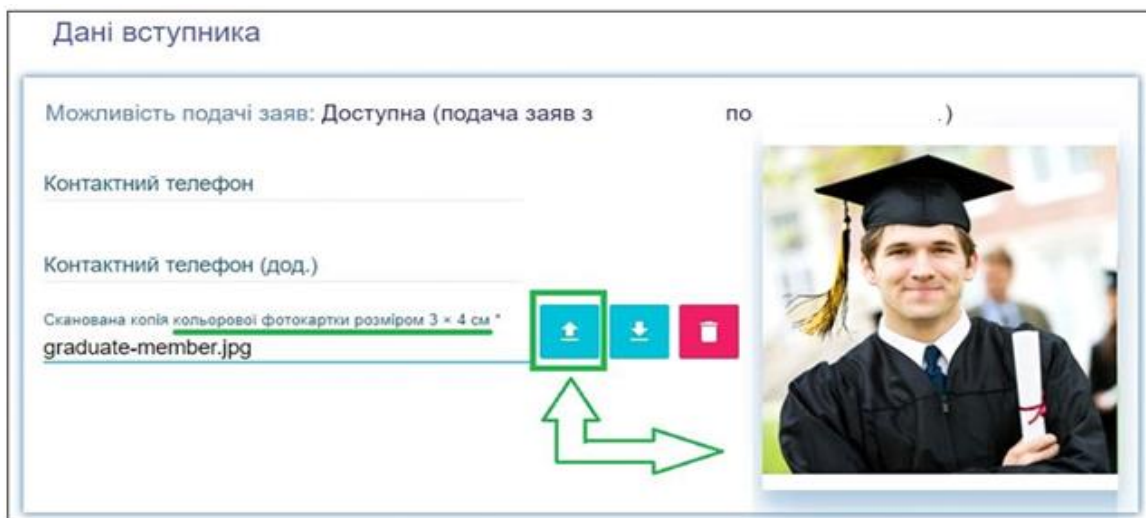 Дані вступника
Можливість подачі заяв: Доступна (подача заяв з по .)
Контактний телефон
Контактний телефон (дод.)
Сканована копія кольорової фотокартки розміром 3 × 4 см *
graduate-member.jpg